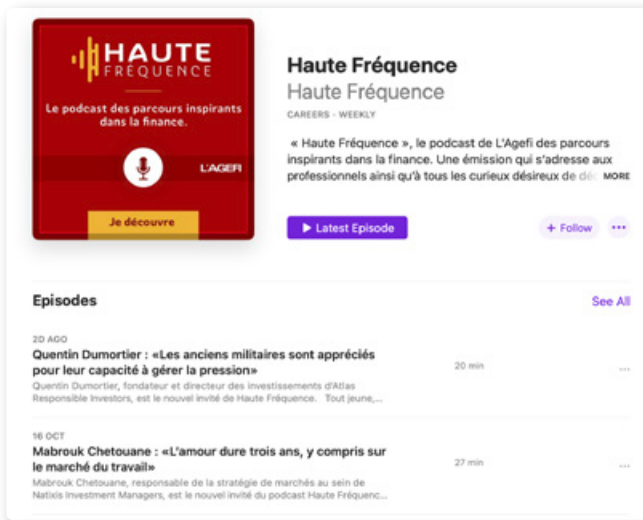 HAUTE
FRÉQUENCE
Le podcast des parcours inspirants
dans la finance.
L'AGEFI
Je découvre
Haute Fréquence
Haute Fréquence
CAREERS · WEEKLY
« Haute Fréquence », le podcast de L'Agefi des parcours
inspirants dans la finance. Une émission qui s'adresse aux
professionnels ainsi qu'à tous les curieux désireux de MORE
Latest Episode
+ Follow
Episodes
See All
2D AGO
Quentin Dumortier : «Les anciens militaires sont appréciés
pour leur capacité à gérer la pression»
20 min
Quentin Dumortier, fondateur et directeur des investissements d'Atlas
Responsible Investors, est le nouvel invité de Haute Fréquence. Tout jeune,...
16 OCT
Mabrouk Chetouane : «L'amour dure trois ans, y compris sur
le marché du travail»
27 min
Mabrouk Chetouane, responsable de la stratégie de marchés au sein de
Natixis Investment Managers, est le nouvel invité du podcast Haute Fréquenc...